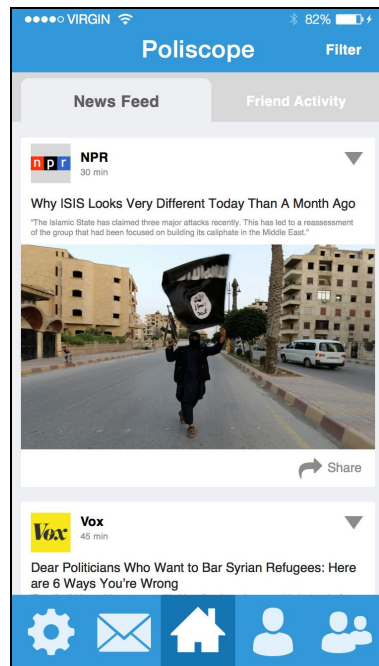 VIRGIN 82%
Poliscope Filter
News Feed Friend Activity
npr NPR
30 min
Why ISIS Looks Very Different Today Than A Month Ago
"The Islamic State has claimed three major attacks recently. This has led to a reassessment
of the group that had been focused on building its caliphate in the Middle East."
Share
Vox Vox
45 min
Dear Politicians Who Want to Bar Syrian Refugees: Here
are 6 Ways You're Wrong